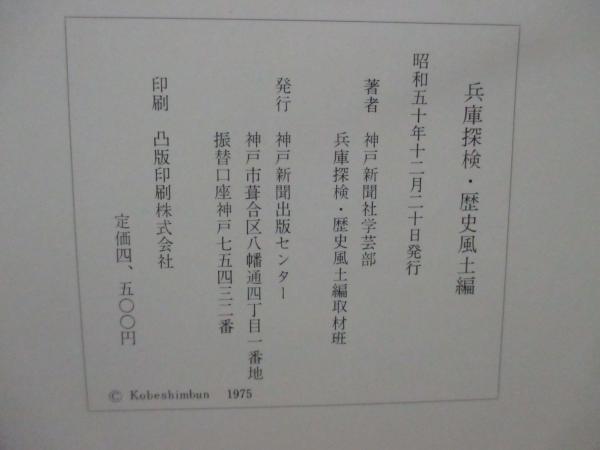 兵庫探検・歴史風土編
昭和五十年十二月二十日発行
著者　神戸新聞社学芸部
兵庫探検・歴史風土編取材班
発行　神戸新聞出版センター
神戸市葺合区八幡通四丁目一番地
振替口座神戸七五四三二番
印刷　凸版印刷株式会社
定価四、五〇〇円
© Kobeshimbun 1975